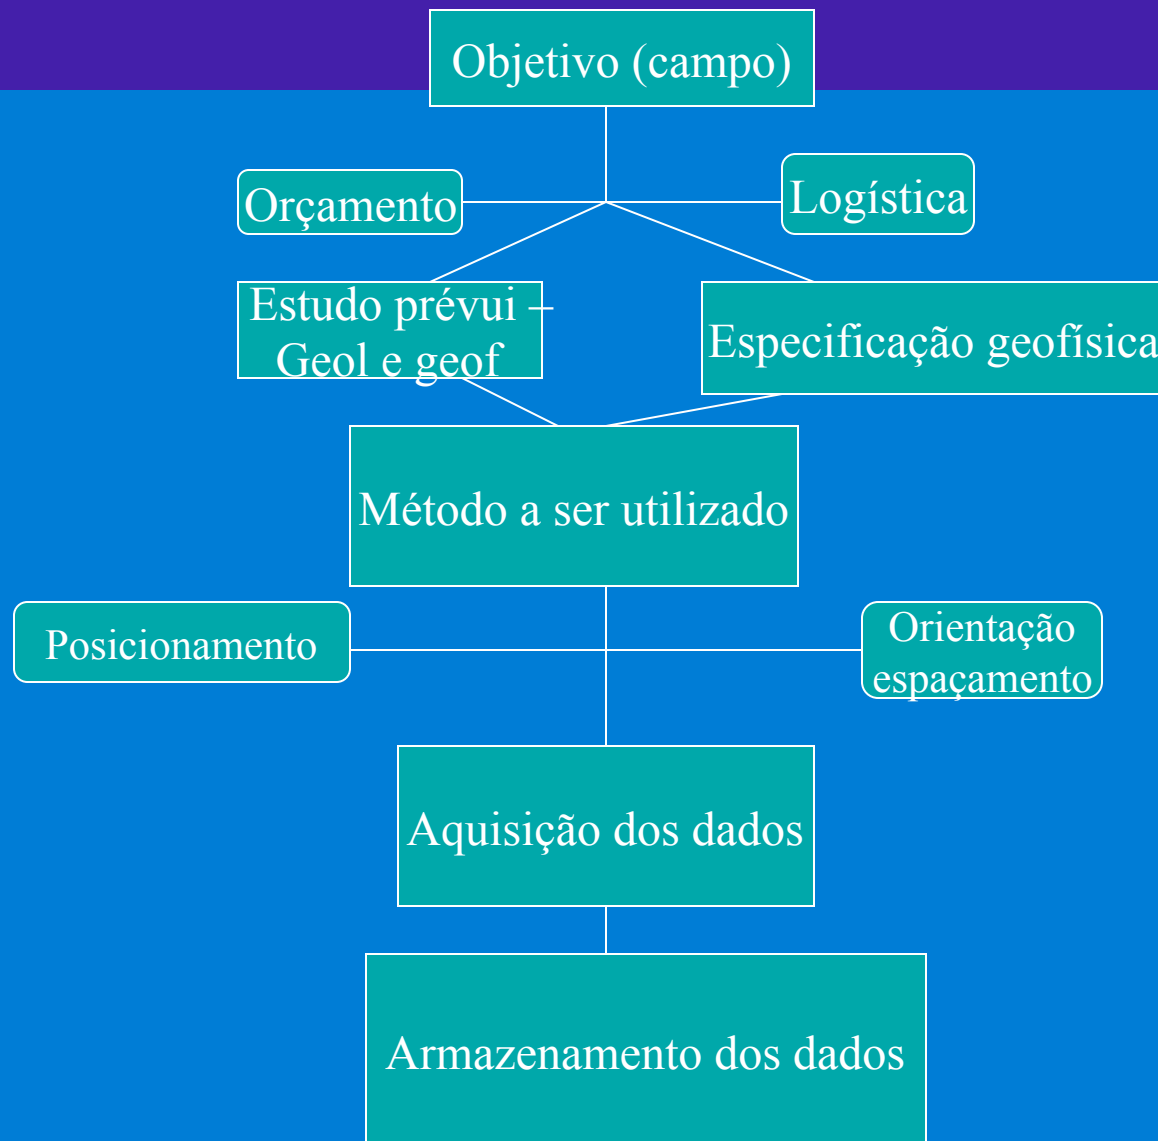 Objetivo (campo)
Orçamento
Logística
Estudo prévui –
Geol e geof
Especificação geofísica
Método a ser utilizado
Posicionamento
Orientação
espaçamento
Aquisição dos dados
Armazenamento dos dados